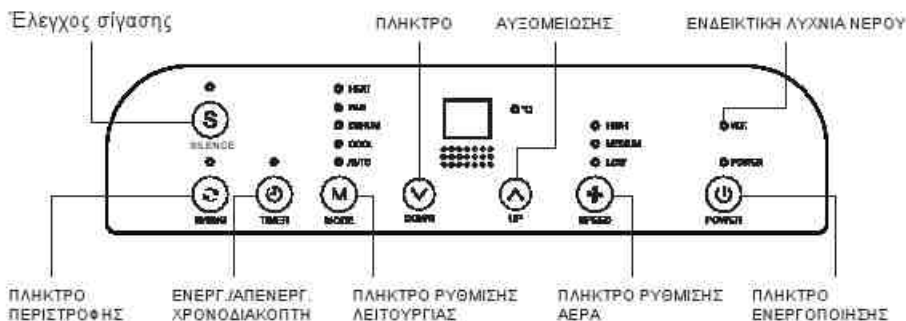 Έλεγχος σίγασης
ΠΛΗΚΤΡΟ ΑΥΞΟΜΕΙΩΣΗΣ
ΕΝΔΕΙΚΤΙΚΗ ΛΥΧΝΙΑ ΝΕΡΟΥ
HEAT
FAN
DEHUM
COOL
AUTO
°C
HIGH
MEDIUM
LOW
POWER
S
SILENCE
M
SWING
TIMER
MODE
DOWN
UP
SPEED
POWER
ΠΛΗΚΤΡΟ
ΠΕΡΙΣΤΡΟΦΗΣ
ΕΝΕΡΓ./ΑΠΕΝΕΡΓ.
ΧΡΟΝΟΔΙΑΚΟΠΤΗ
ΠΛΗΚΤΡΟ ΡΥΘΜΙΣΗΣ
ΛΕΙΤΟΥΡΓΙΑΣ
ΠΛΗΚΤΡΟ ΡΥΘΜΙΣΗΣ
ΑΕΡΑ
ΠΛΗΚΤΡΟ
ΕΝΕΡΓΟΠΟΙΗΣΗΣ